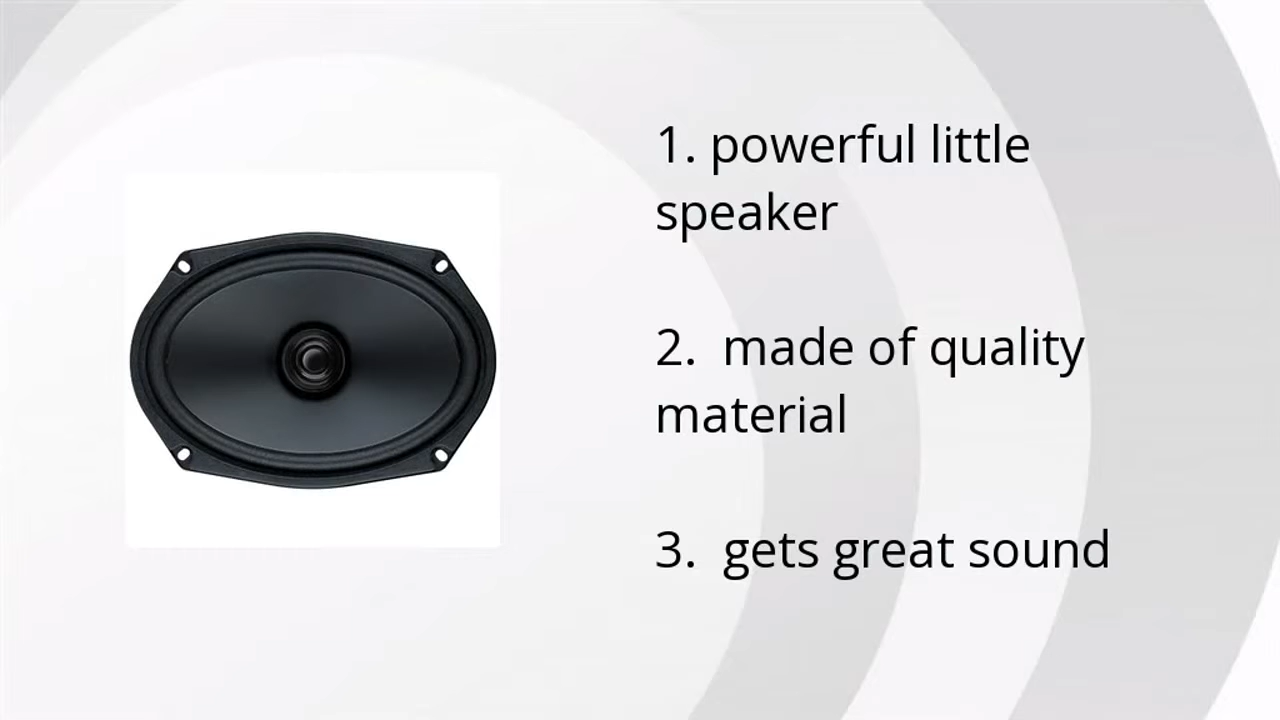 1. powerful little
speaker
2.  made of quality
material
3.  gets great sound